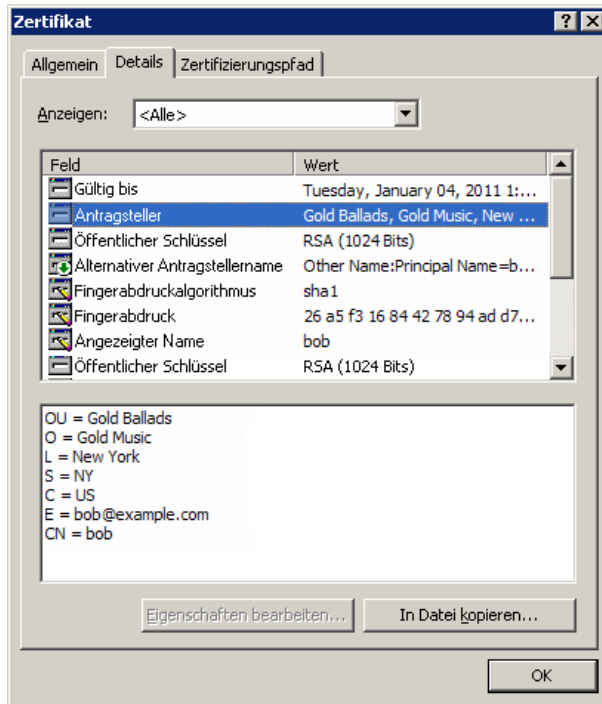 Zertifikat
Allgemein Details Zertifizierungspfad
Anzeigen: <Alle>
Feld Wert
Gültig bis Tuesday, January 04, 2011 1:...
Antragsteller Gold Ballads, Gold Music, New ...
Öffentlicher Schlüssel RSA (1024 Bits)
Alternativer Antragstellername Other Name:Principal Name=b...
Fingerabdruckalgorithmus sha1
Fingerabdruck 26 a5 f3 16 84 42 78 94 ad d7...
Angezeigter Name bob
Öffentlicher Schlüssel RSA (1024 Bits)
OU = Gold Ballads
O = Gold Music
L = New York
S = NY
C = US
E = bob@example.com
CN = bob
Eigenschaften bearbeiten... In Datei kopieren...
OK